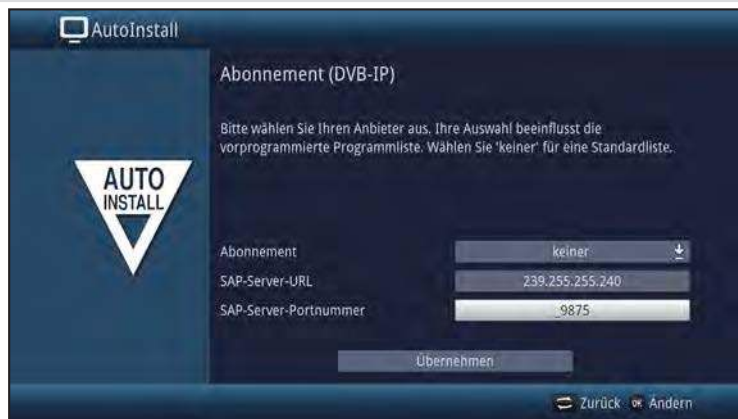 AutoInstall
Abonnement (DVB-IP)
Bitte wählen Sie Ihren Anbieter aus. Ihre Auswahl beeinflusst die
vorprogrammierte Programmliste. Wählen Sie 'keiner' für eine Standardliste.
AUTO
INSTALL
Abonnement keiner
SAP-Server-URL 239.255.255.240
SAP-Server-Portnummer _9875
Übernehmen
Zurück OK Ändern